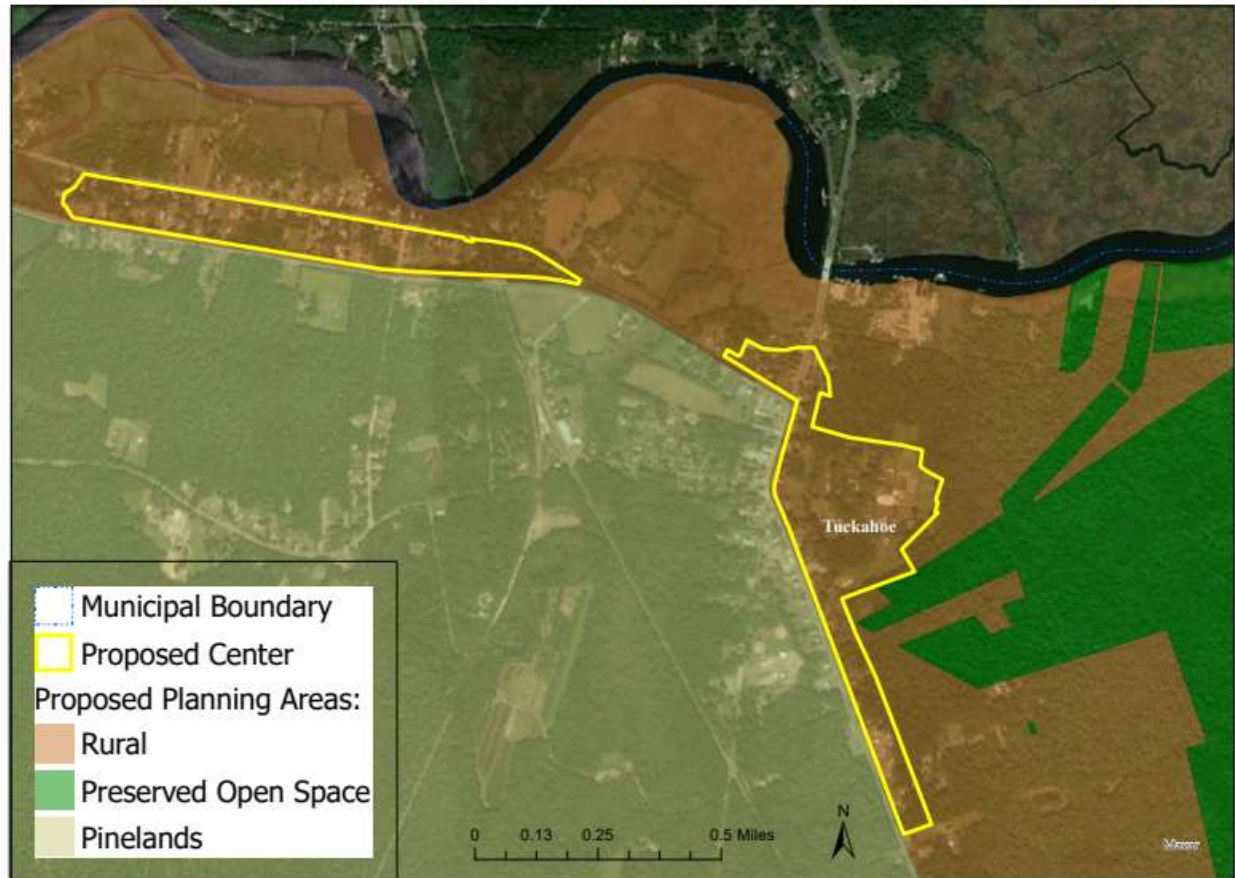 Tuckahoe
Municipal Boundary
Proposed Center
Proposed Planning Areas:
Rural
Preserved Open Space
Pinelands
0 0.13 0.25 0.5 Miles
N